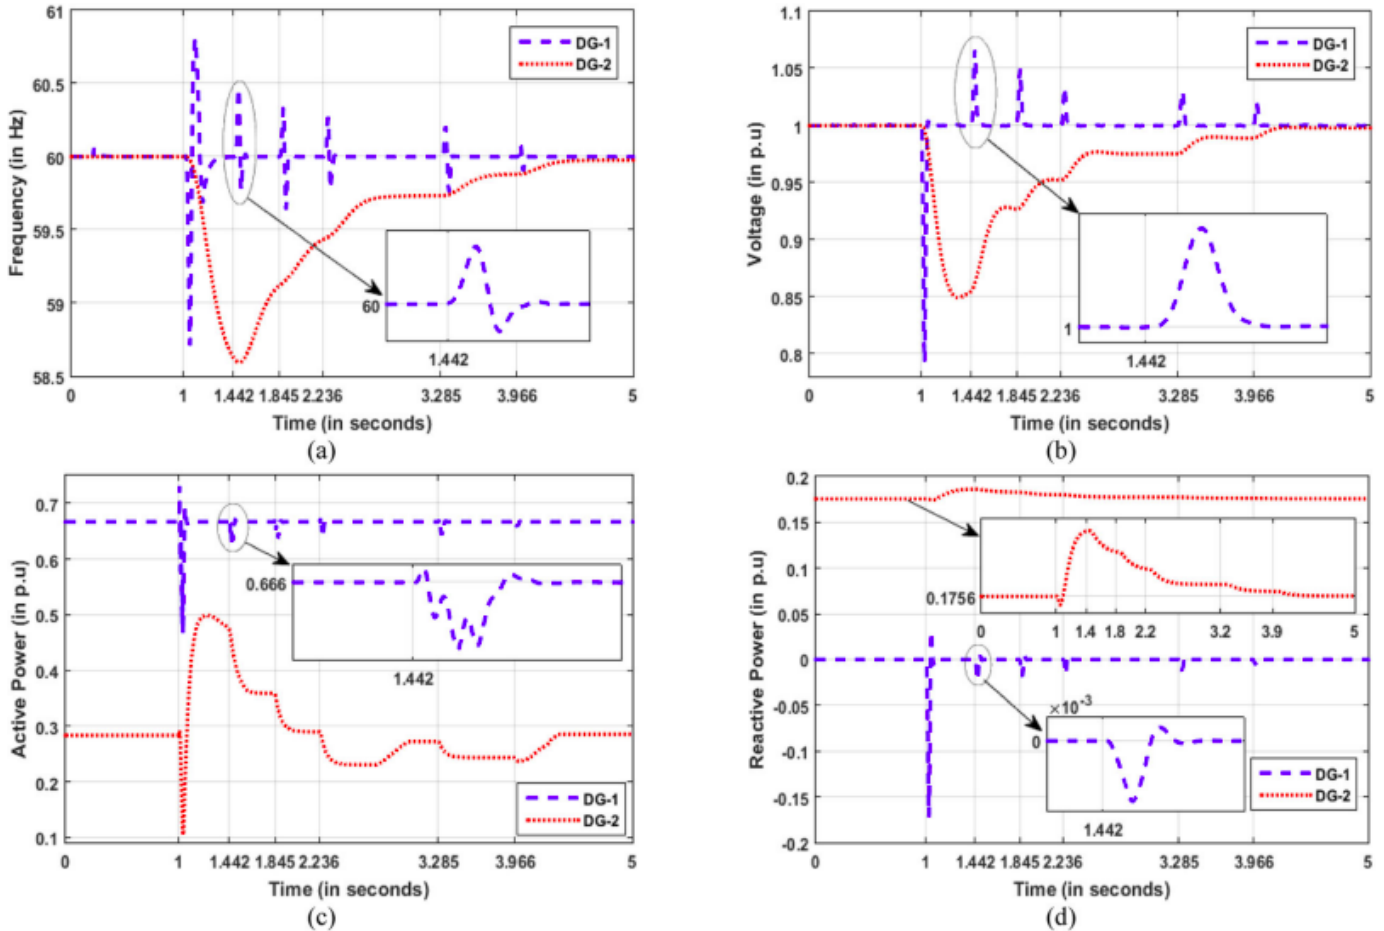 61
60.5
60
59.5
59
58.5
Frequency (in Hz)
DG-1
DG-2
60
1.442
0 1 1.442 1.845 2.236 3.285 3.966 5
Time (in seconds)
(a)
1.1
1.05
1
0.95
0.9
0.85
0.8
Voltage (in p.u)
DG-1
DG-2
1
1.442
0 1 1.442 1.845 2.236 3.285 3.966 5
Time (in seconds)
(b)
0.7
0.6
0.5
0.4
0.3
0.2
0.1
Active Power (in p.u)
0.666
1.442
DG-1
DG-2
0 1 1.442 1.845 2.236 3.285 3.966 5
Time (in seconds)
(c)
0.2
0.15
0.1
0.05
0
-0.05
-0.1
-0.15
-0.2
Reactive Power (in p.u)
0.1756
0 1 1.4 1.8 2.2 3.2 3.9 5
×10⁻³
0
1.442
DG-1
DG-2
0 1 1.442 1.845 2.236 3.285 3.966 5
Time (in seconds)
(d)